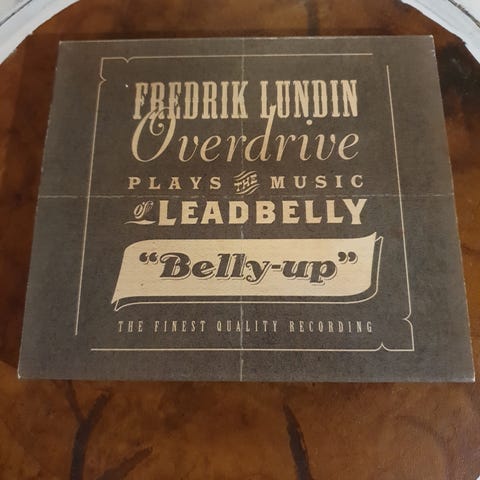 FREDRIK LUNDIN
Overdrive
PLAYS THE MUSIC
of LEADBELLY
"Belly-up"
THE FINEST QUALITY RECORDING